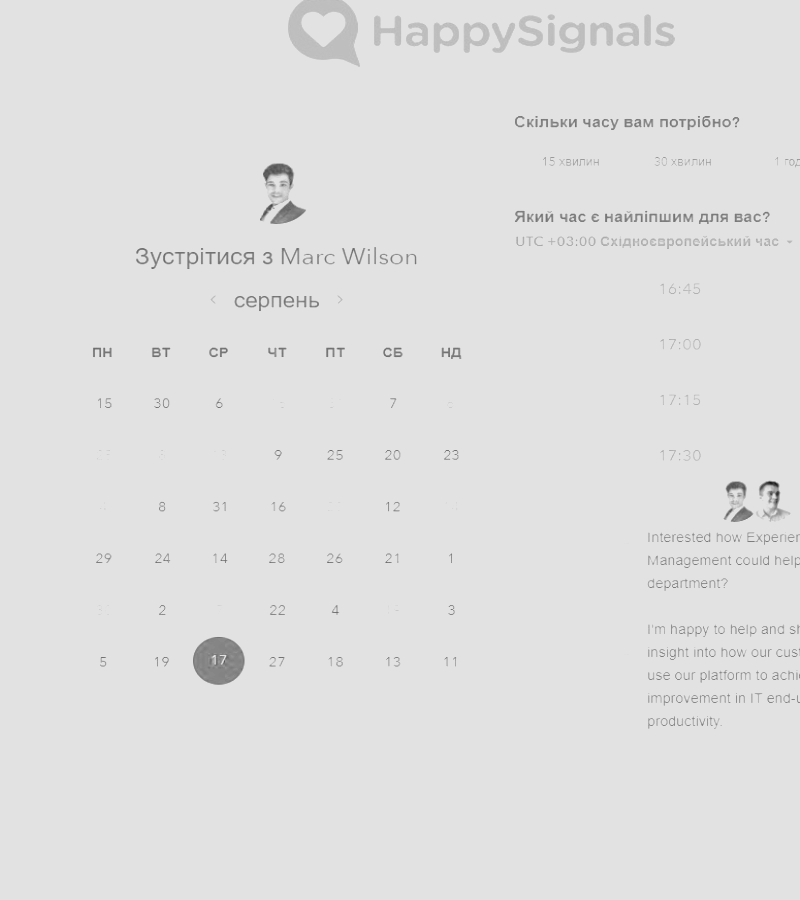 HappySignals
Зустрітися з Marc Wilson
серпень
ПН ВТ СР ЧТ ПТ СБ НД
15 30 6 7
9 25 20 23
8 31 16 12
29 24 14 28 26 21 1
2 22 4 3
5 19 17 27 18 13 11
Скільки часу вам потрібно?
15 хвилин 30 хвилин 1 год
Який час є найліпшим для вас?
UTC +03:00 Східноєвропейський час
16:45
17:00
17:15
17:30
Interested how Experien
Management could help
department?
I'm happy to help and sh
insight into how our cust
use our platform to achie
improvement in IT end-u
productivity.